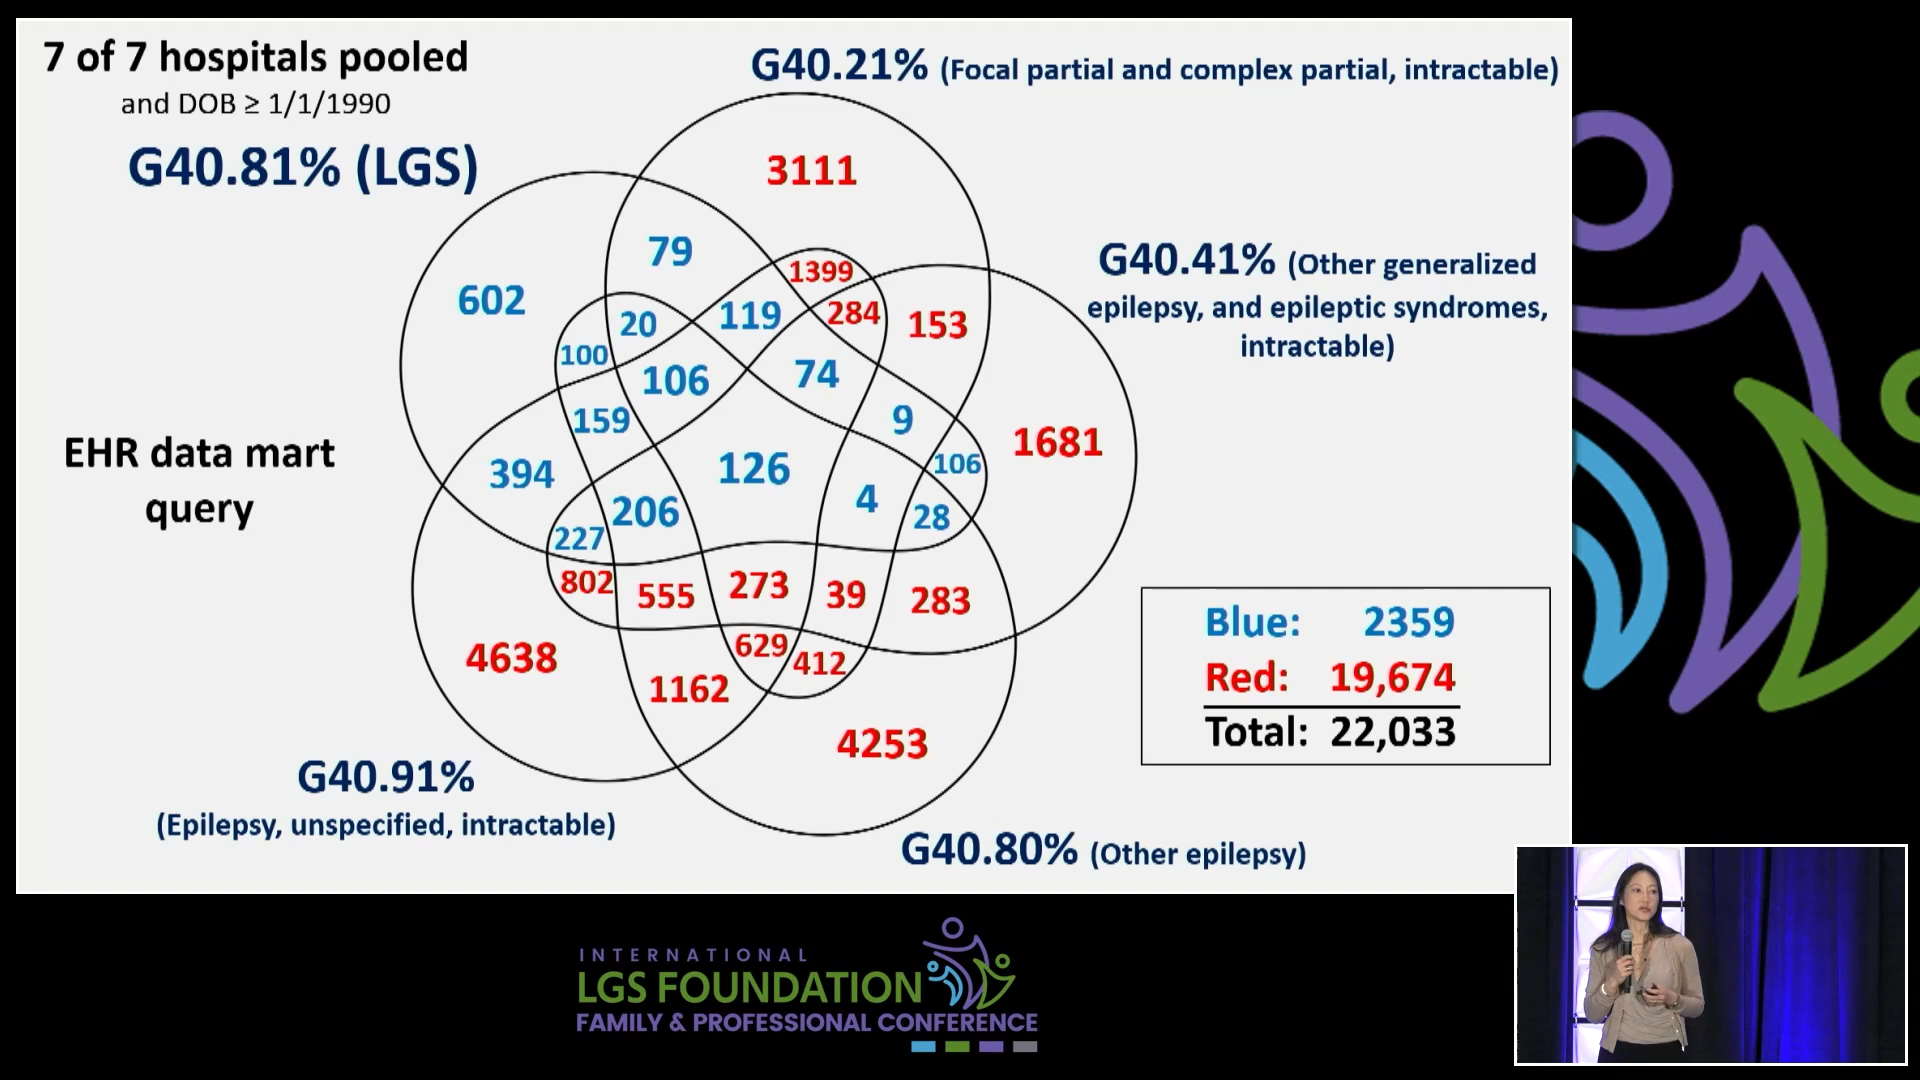 7 of 7 hospitals pooled
and DOB ≥ 1/1/1990
G40.81% (LGS)
G40.21% (Focal partial and complex partial, intractable)
G40.41% (Other generalized
epilepsy, and epileptic syndromes,
intractable)
EHR data mart
query
3111
79
1399
602
20
119
284
153
100
106
74
159
9
1681
394
126
106
206
4
28
227
802
555
273
39
283
4638
629
412
1162
4253
Blue: 2359
Red: 19,674
Total: 22,033
G40.91%
(Epilepsy, unspecified, intractable)
G40.80% (Other epilepsy)
INTERNATIONAL
LGS FOUNDATION
FAMILY & PROFESSIONAL CONFERENCE